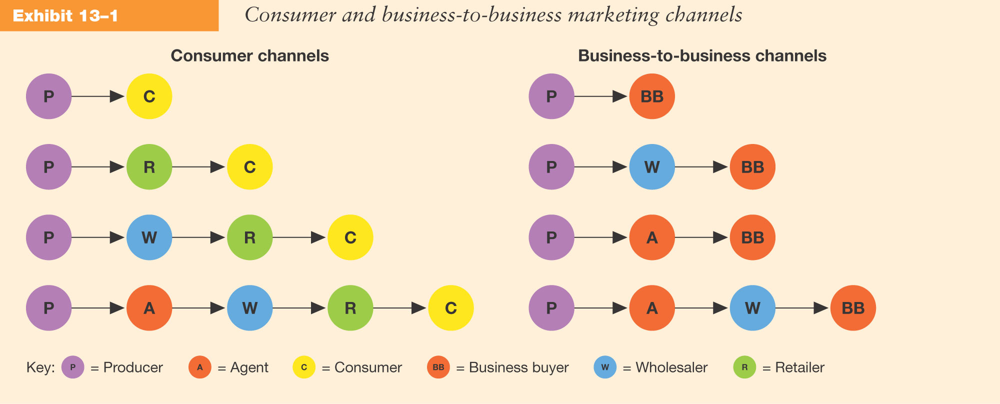 Exhibit 13–1
Consumer and business-to-business marketing channels
Consumer channels
P C
P R C
P W R C
P A W R C
Business-to-business channels
P BB
P W BB
P A BB
P A W BB
Key: P = Producer A = Agent C = Consumer BB = Business buyer W = Wholesaler R = Retailer